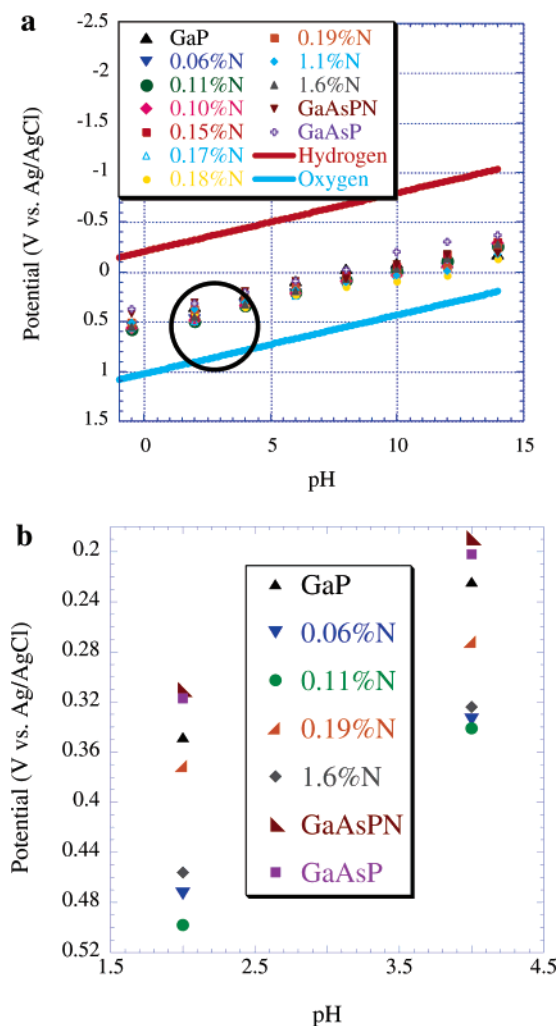 a
-2.5
-2
-1.5
-1
-0.5
0
0.5
1
1.5
Potential (V vs. Ag/AgCl)
GaP
0.06%N
0.11%N
0.10%N
0.15%N
0.17%N
0.18%N
0.19%N
1.1%N
1.6%N
GaAsPN
GaAsP
Hydrogen
Oxygen
0 5 10 15
pH
b
0.2
0.24
0.28
0.32
0.36
0.4
0.44
0.48
0.52
Potential (V vs. Ag/AgCl)
GaP
0.06%N
0.11%N
0.19%N
1.6%N
GaAsPN
GaAsP
1.5 2.5 3.5 4.5
pH